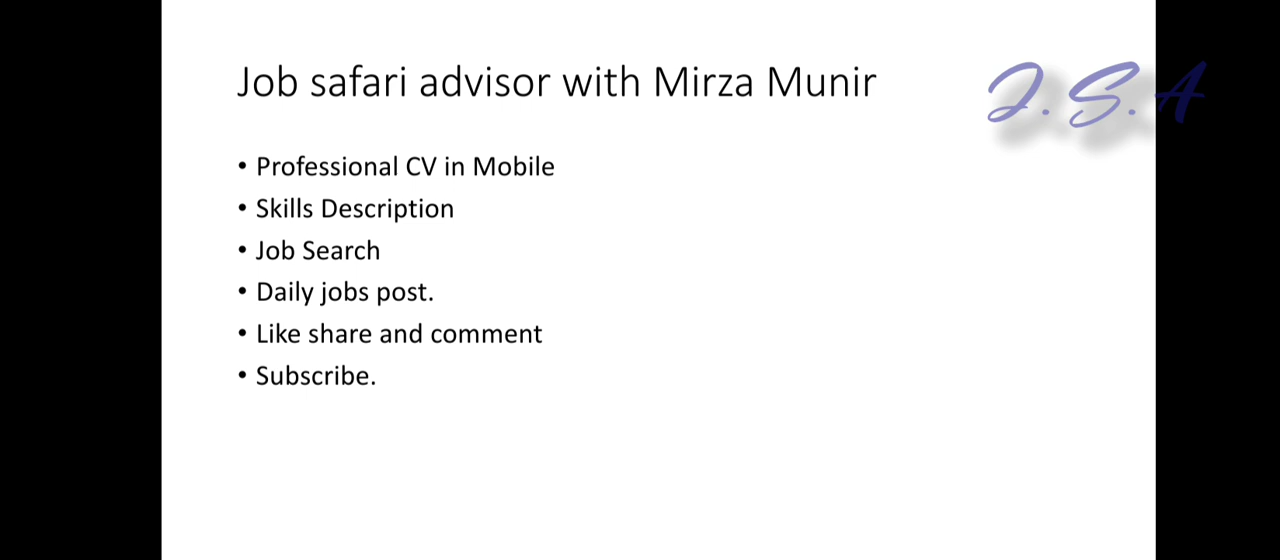 Job safari advisor with Mirza Munir
J.S.A
• Professional CV in Mobile
• Skills Description
• Job Search
• Daily jobs post.
• Like share and comment
• Subscribe.